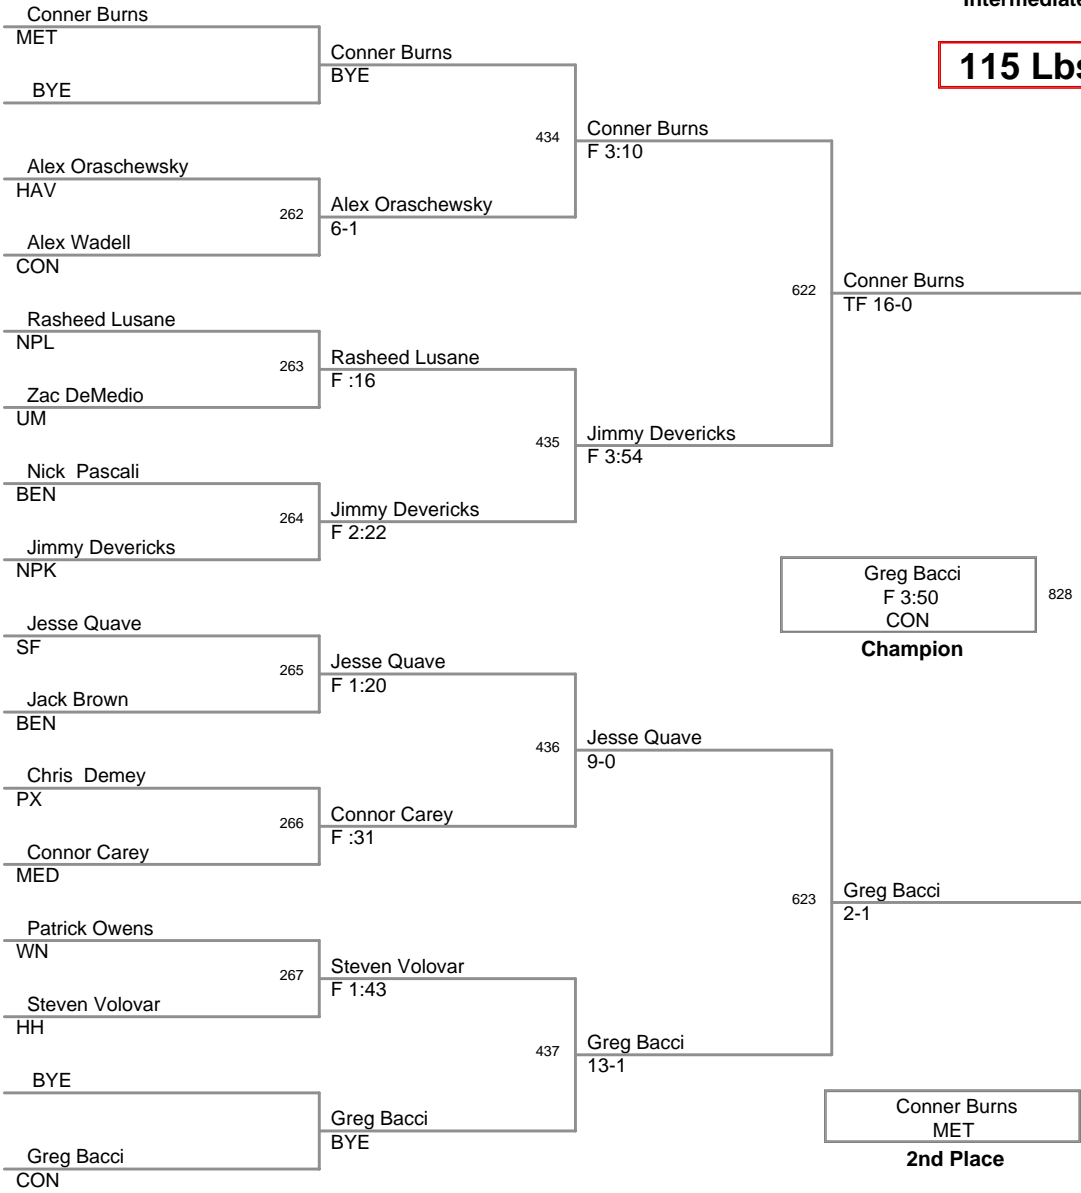 Intermediate
115 Lbs
Conner Burns
MET
BYE
Alex Oraschewsky
HAV
Alex Wadell
CON
Rasheed Lusane
NPL
Zac DeMedio
UM
Nick Pascali
BEN
Jimmy Devericks
NPK
Jesse Quave
SF
Jack Brown
BEN
Chris Demey
PX
Connor Carey
MED
Patrick Owens
WN
Steven Volovar
HH
BYE
Greg Bacci
CON
262
263
264
265
266
267
Conner Burns
BYE
Alex Oraschewsky
6-1
Rasheed Lusane
F :16
Jimmy Devericks
F 2:22
Jesse Quave
F 1:20
Connor Carey
F :31
Steven Volovar
F 1:43
Greg Bacci
BYE
434
435
436
437
Conner Burns
F 3:10
Jimmy Devericks
F 3:54
Jesse Quave
9-0
Greg Bacci
13-1
622
623
Conner Burns
TF 16-0
Greg Bacci
2-1
Greg Bacci
F 3:50
CON
828
Champion
Conner Burns
MET
2nd Place